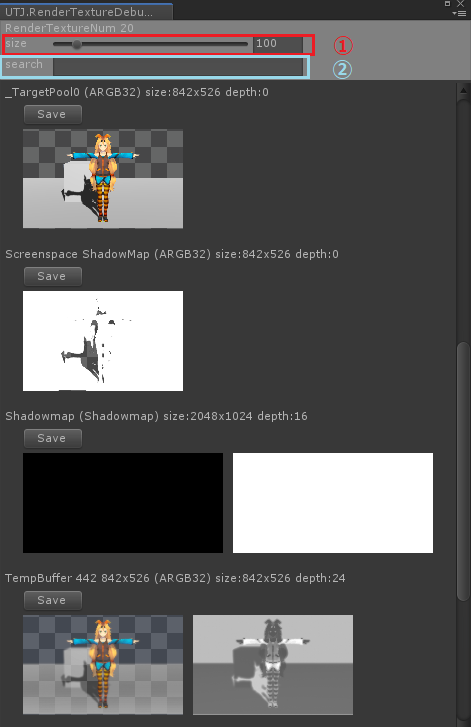 UTJ.RenderTextureDebu...
RenderTextureNum 20
size 100 ①
search ②
_TargetPool0 (ARGB32) size:842x526 depth:0
Save
Screenspace ShadowMap (ARGB32) size:842x526 depth:0
Save
Shadowmap (Shadowmap) size:2048x1024 depth:16
Save
TempBuffer 442 842x526 (ARGB32) size:842x526 depth:24
Save